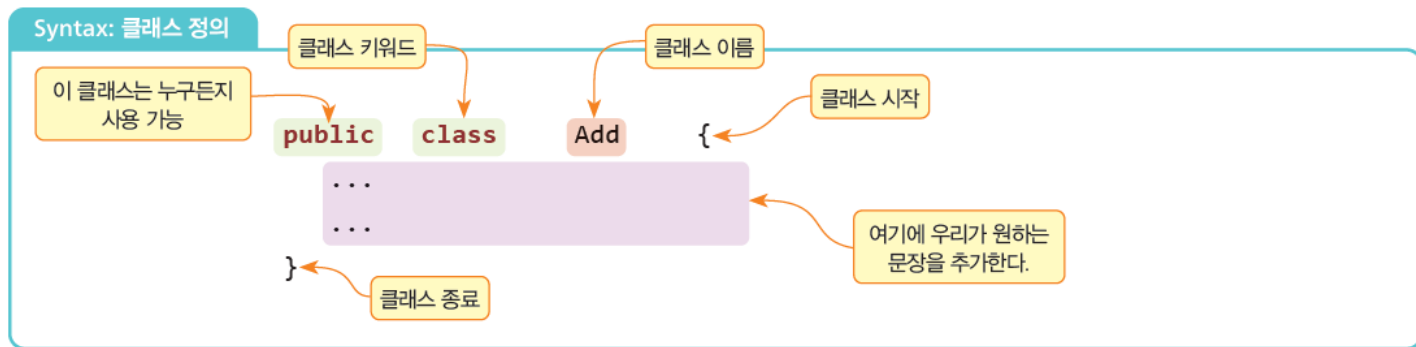 Syntax: 클래스 정의
클래스 키워드
클래스 이름
이 클래스는 누구든지
사용 가능
클래스 시작
public class Add {
...
...
여기에 우리가 원하는
문장을 추가한다.
}
클래스 종료